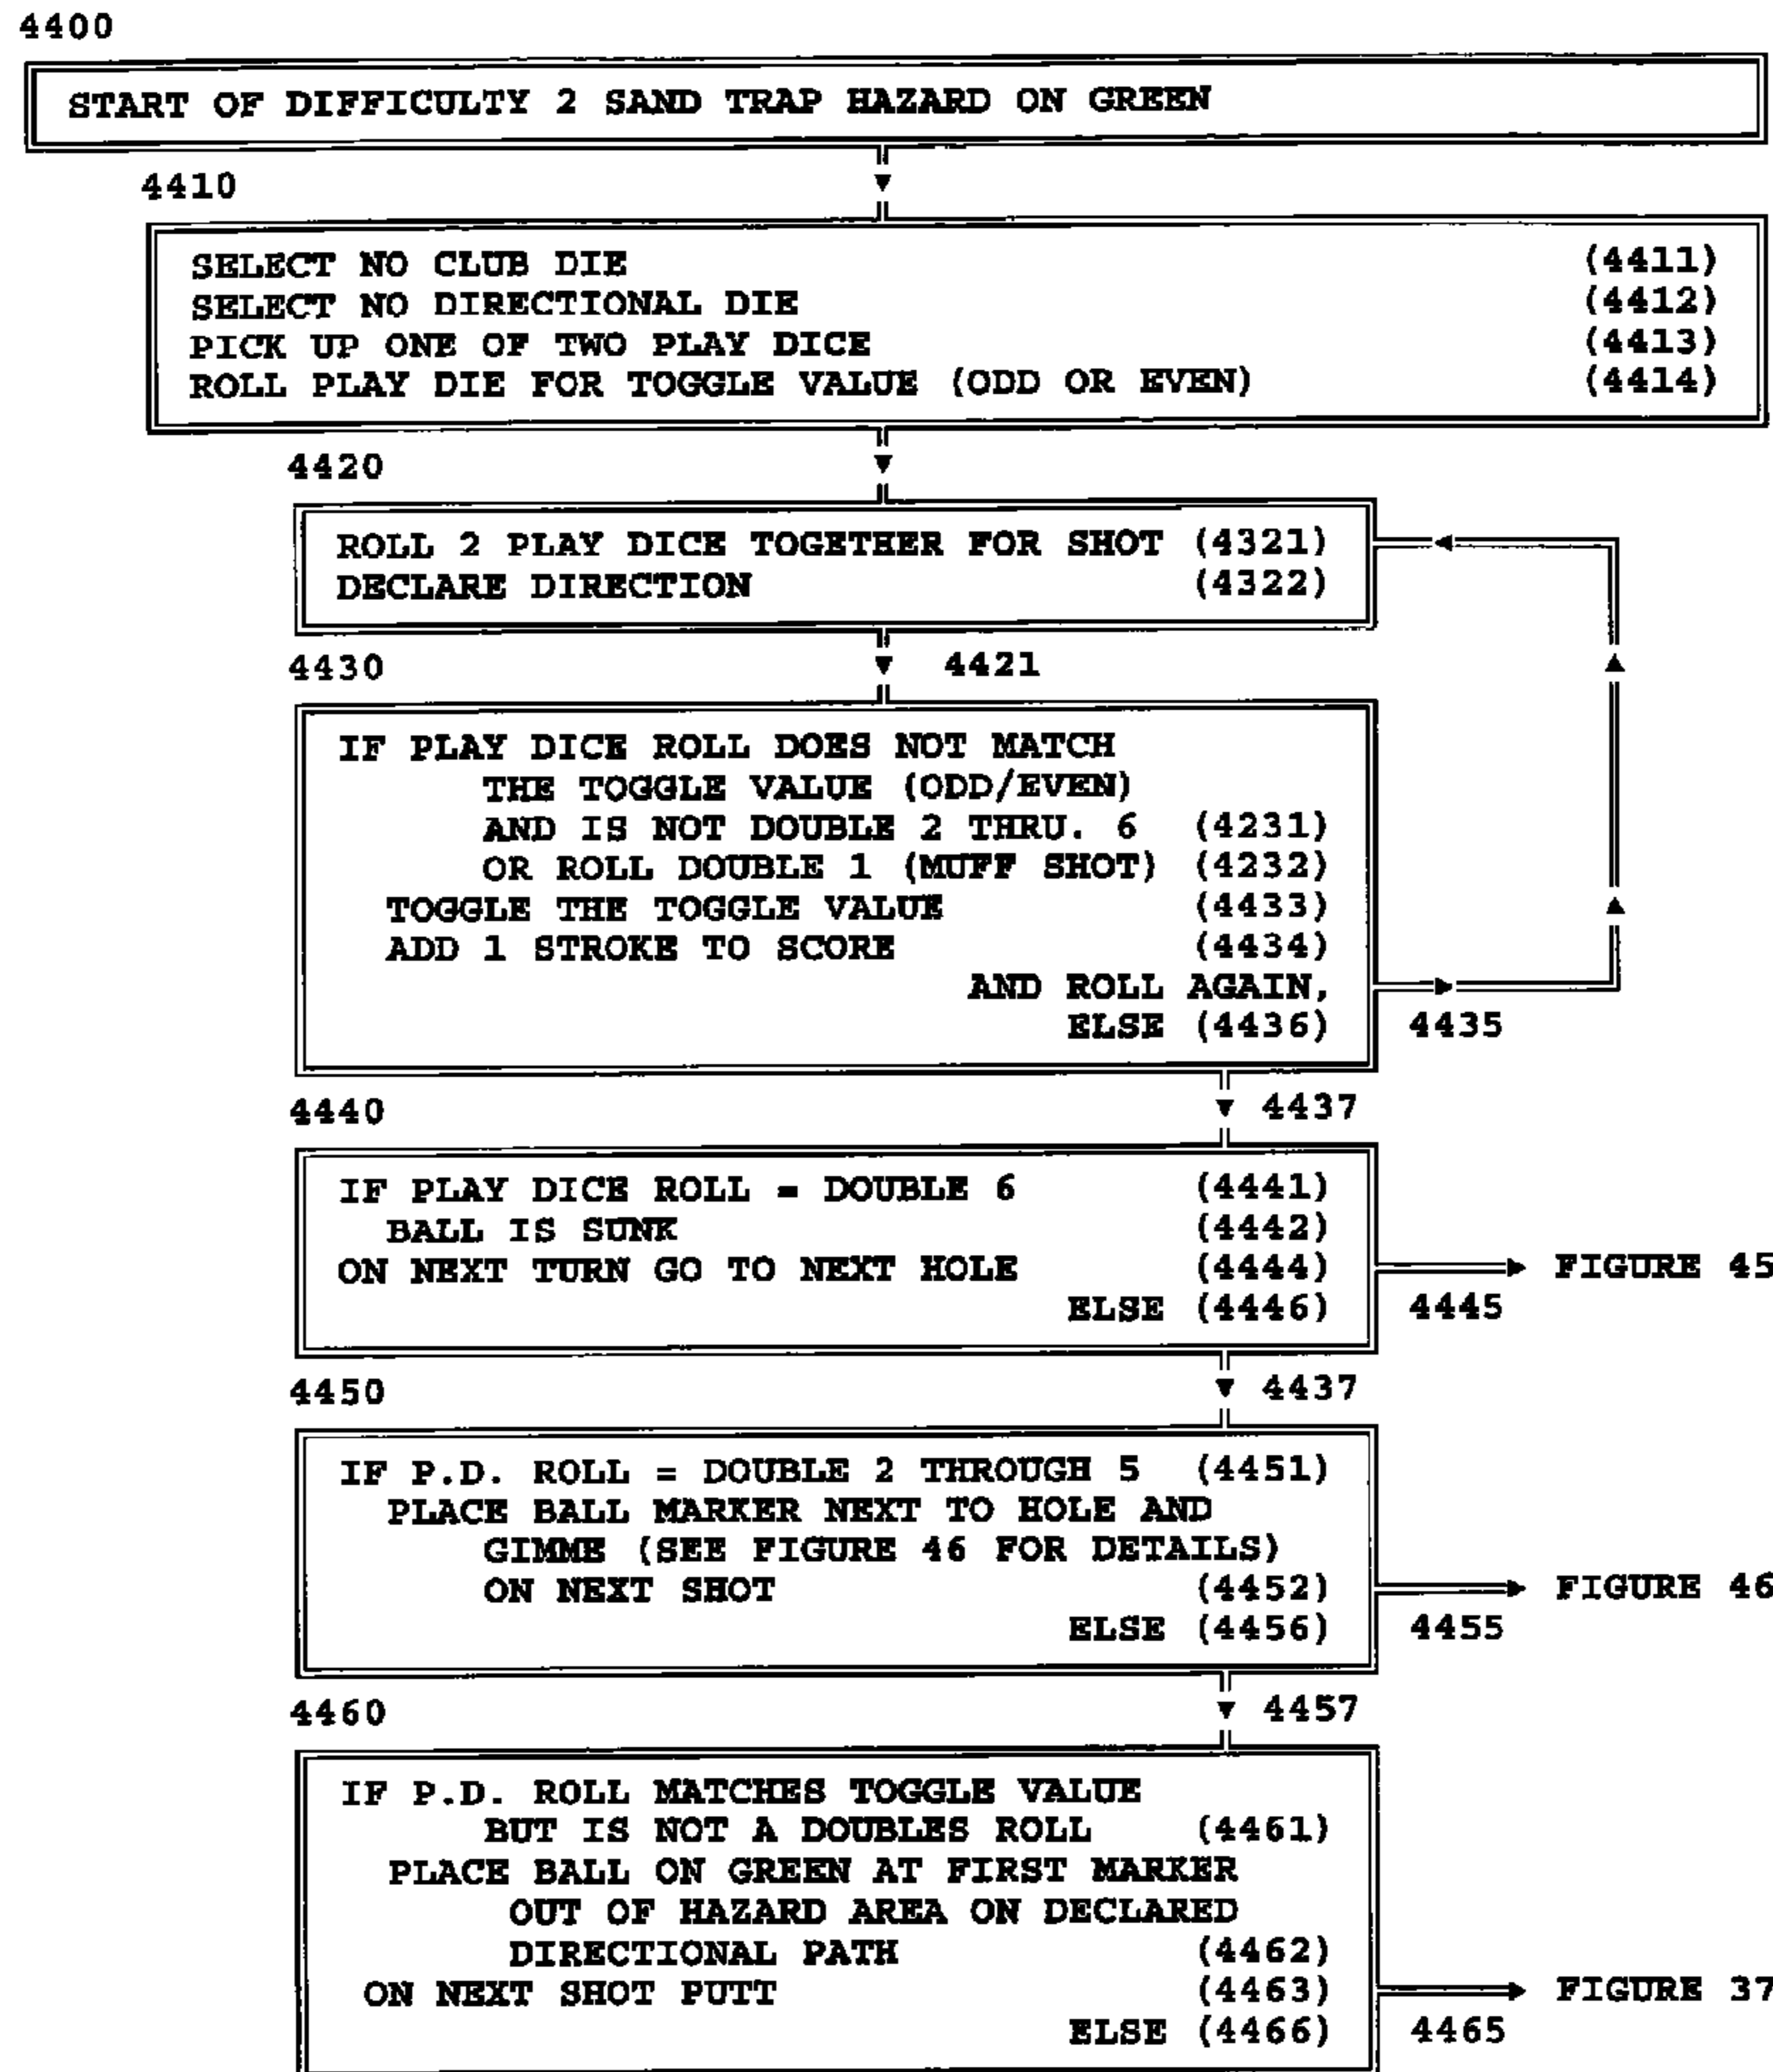 4400
START OF DIFFICULTY 2 SAND TRAP HAZARD ON GREEN
4410
SELECT NO CLUB DIE (4411)
SELECT NO DIRECTIONAL DIE (4412)
PICK UP ONE OF TWO PLAY DICE (4413)
ROLL PLAY DIE FOR TOGGLE VALUE (ODD OR EVEN) (4414)
4420
ROLL 2 PLAY DICE TOGETHER FOR SHOT (4321)
DECLARE DIRECTION (4322)
4430 4421
IF PLAY DICE ROLL DOES NOT MATCH
THE TOGGLE VALUE (ODD/EVEN)
AND IS NOT DOUBLE 2 THRU. 6 (4231)
OR ROLL DOUBLE 1 (MUFF SHOT) (4232)
TOGGLE THE TOGGLE VALUE (4433)
ADD 1 STROKE TO SCORE (4434)
AND ROLL AGAIN,
ELSE (4436) 4435
4440 4437
IF PLAY DICE ROLL = DOUBLE 6 (4441)
BALL IS SUNK (4442)
ON NEXT TURN GO TO NEXT HOLE (4444) FIGURE 45
ELSE (4446) 4445
4450 4437
IF P.D. ROLL = DOUBLE 2 THROUGH 5 (4451)
PLACE BALL MARKER NEXT TO HOLE AND
GIMME (SEE FIGURE 46 FOR DETAILS)
ON NEXT SHOT (4452) FIGURE 46
ELSE (4456) 4455
4460 4457
IF P.D. ROLL MATCHES TOGGLE VALUE
BUT IS NOT A DOUBLES ROLL (4461)
PLACE BALL ON GREEN AT FIRST MARKER
OUT OF HAZARD AREA ON DECLARED
DIRECTIONAL PATH (4462)
ON NEXT SHOT PUTT (4463) FIGURE 37
ELSE (4466) 4465